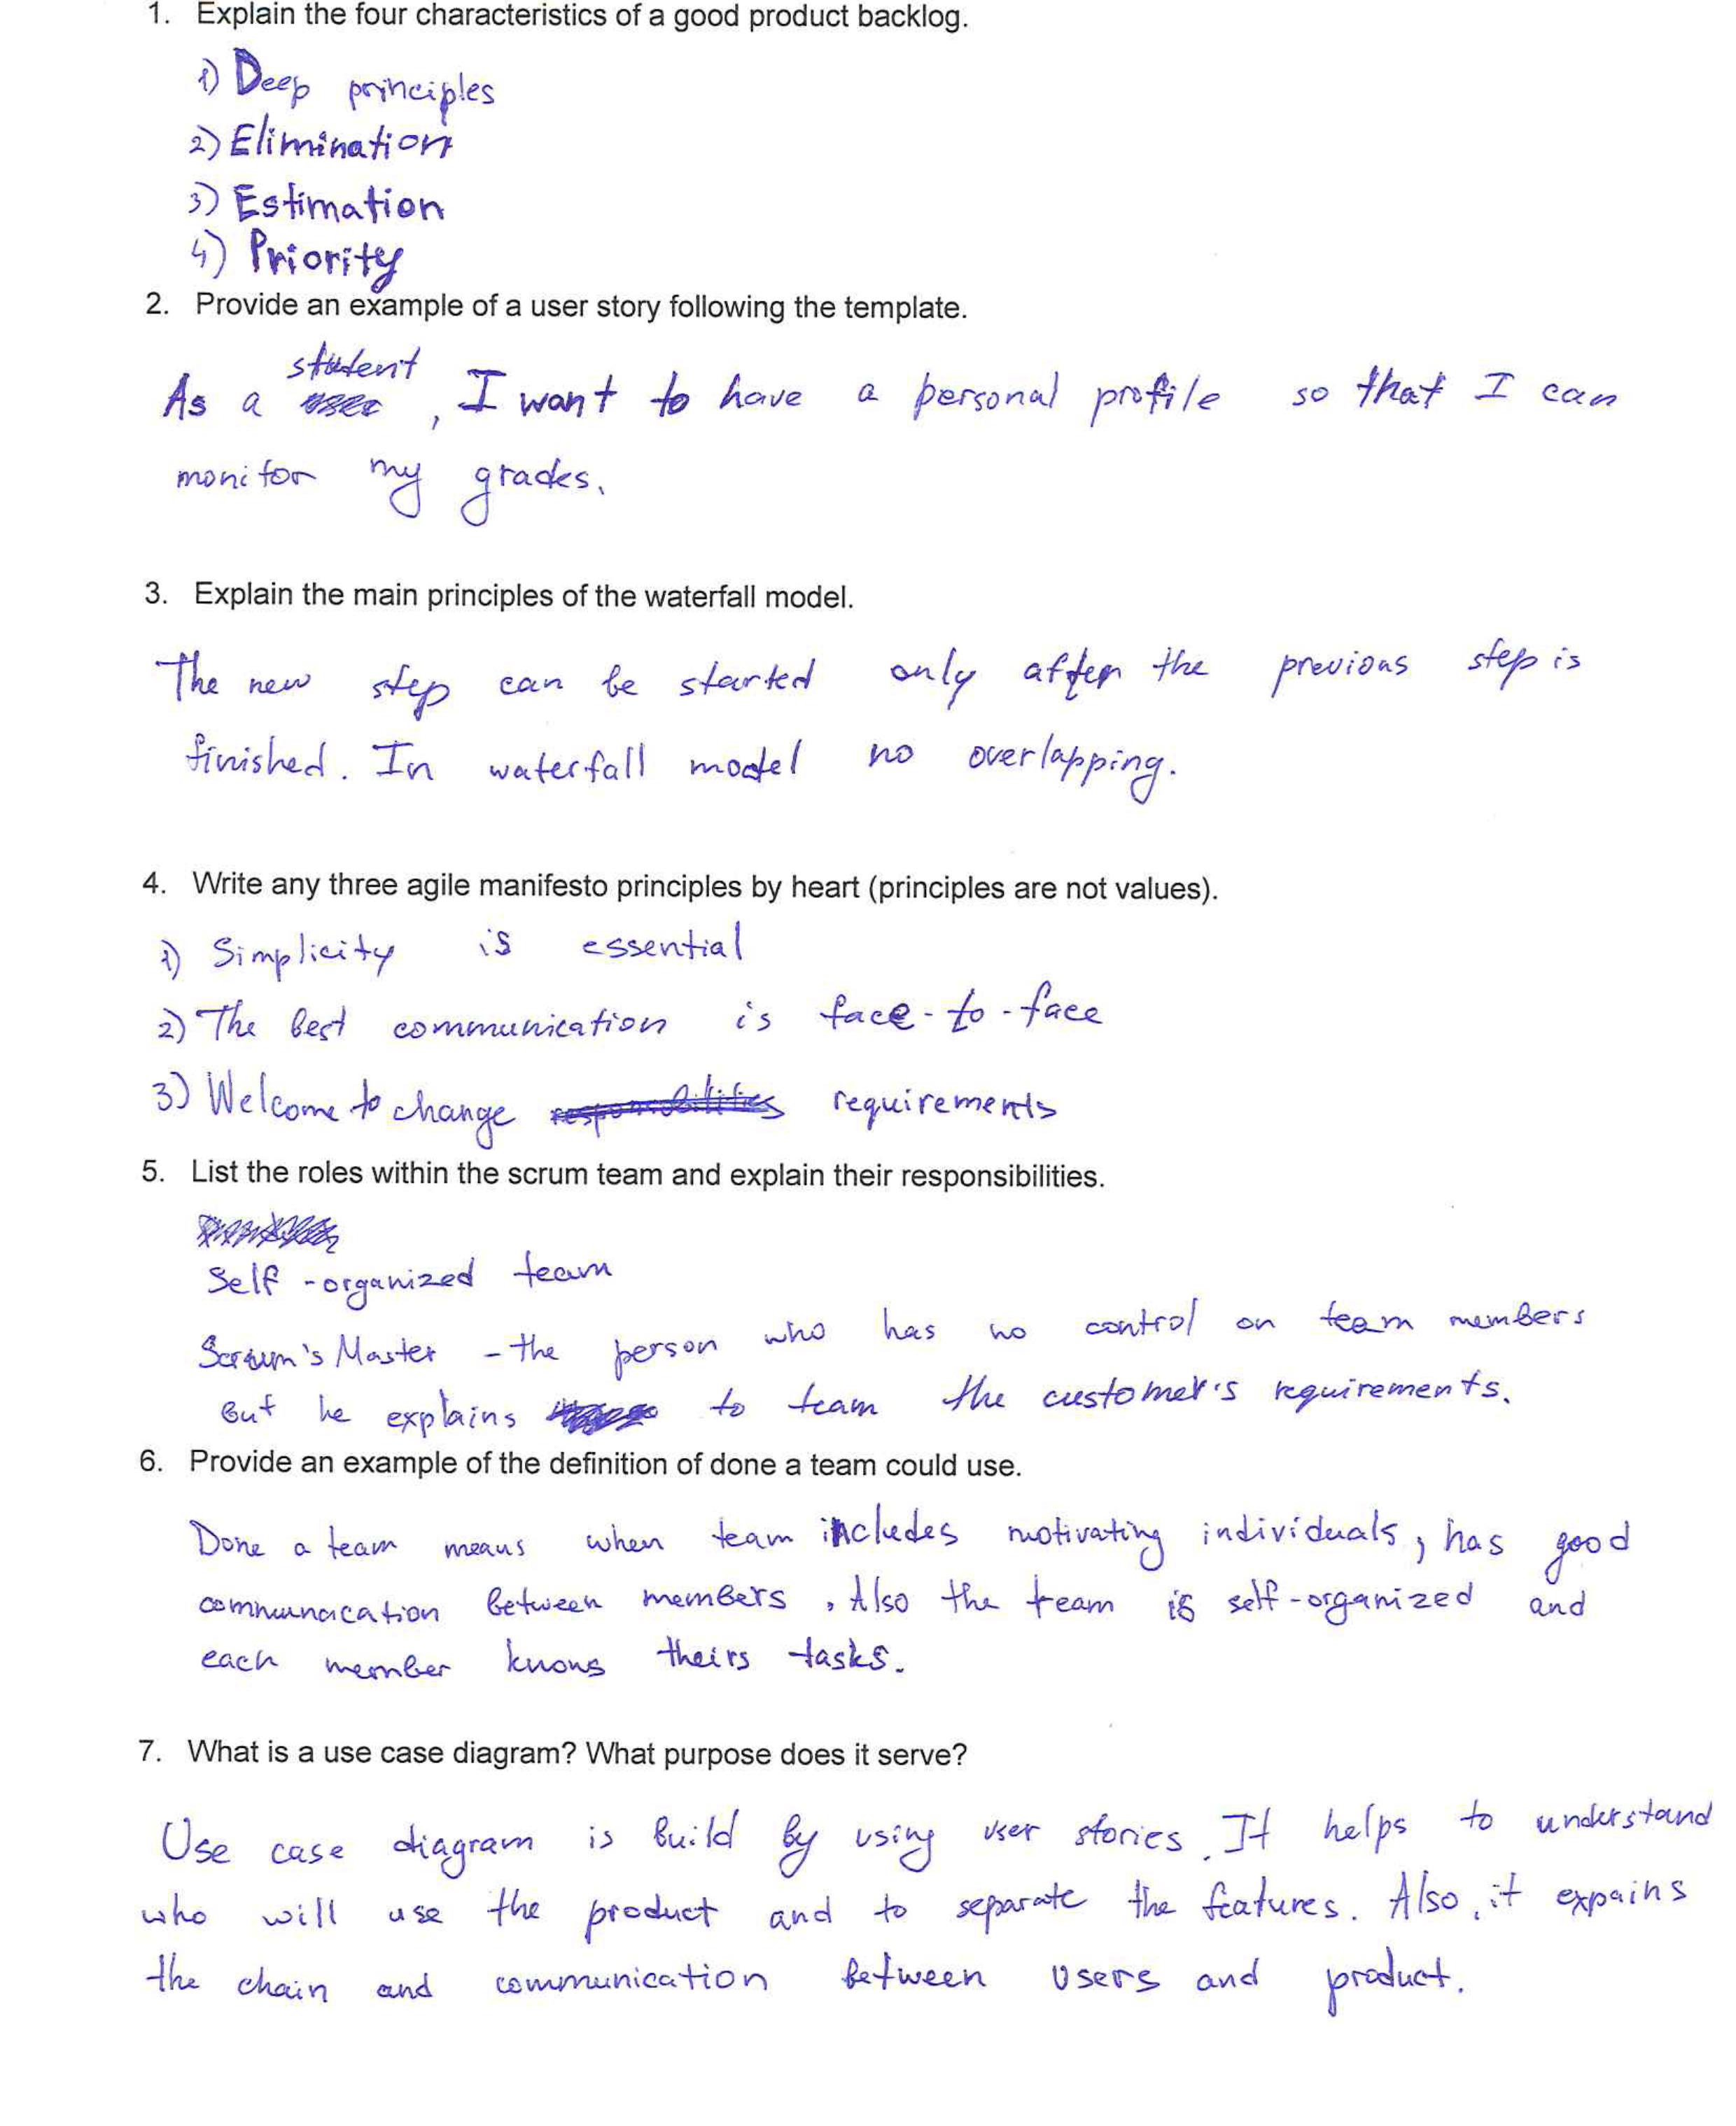 1. Explain the four characteristics of a good product backlog.
1) Deep principles
2) Elimination
3) Estimation
4) Priority
2. Provide an example of a user story following the template.
student
As a user, I want to have a personal profile so that I can
monitor my grades.
3. Explain the main principles of the waterfall model.
The new step can be started only after the previous step is
finished. In waterfall model no overlapping.
4. Write any three agile manifesto principles by heart (principles are not values).
1) Simplicity is essential
2) The best communication is face-to-face
3) Welcome to change responsibilities requirements
5. List the roles within the scrum team and explain their responsibilities.
Self-organized team
Scrum's Master - the person who has no control on team members
but he explains to team the customer's requirements.
6. Provide an example of the definition of done a team could use.
Done a team means when team includes motivating individuals, has good
communacation between members. Also the team is self-organized and
each member knows theirs tasks.
7. What is a use case diagram? What purpose does it serve?
Use case diagram is build by using user stories. It helps to understand
who will use the product and to separate the features. Also, it expains
the chain and communication between users and product.